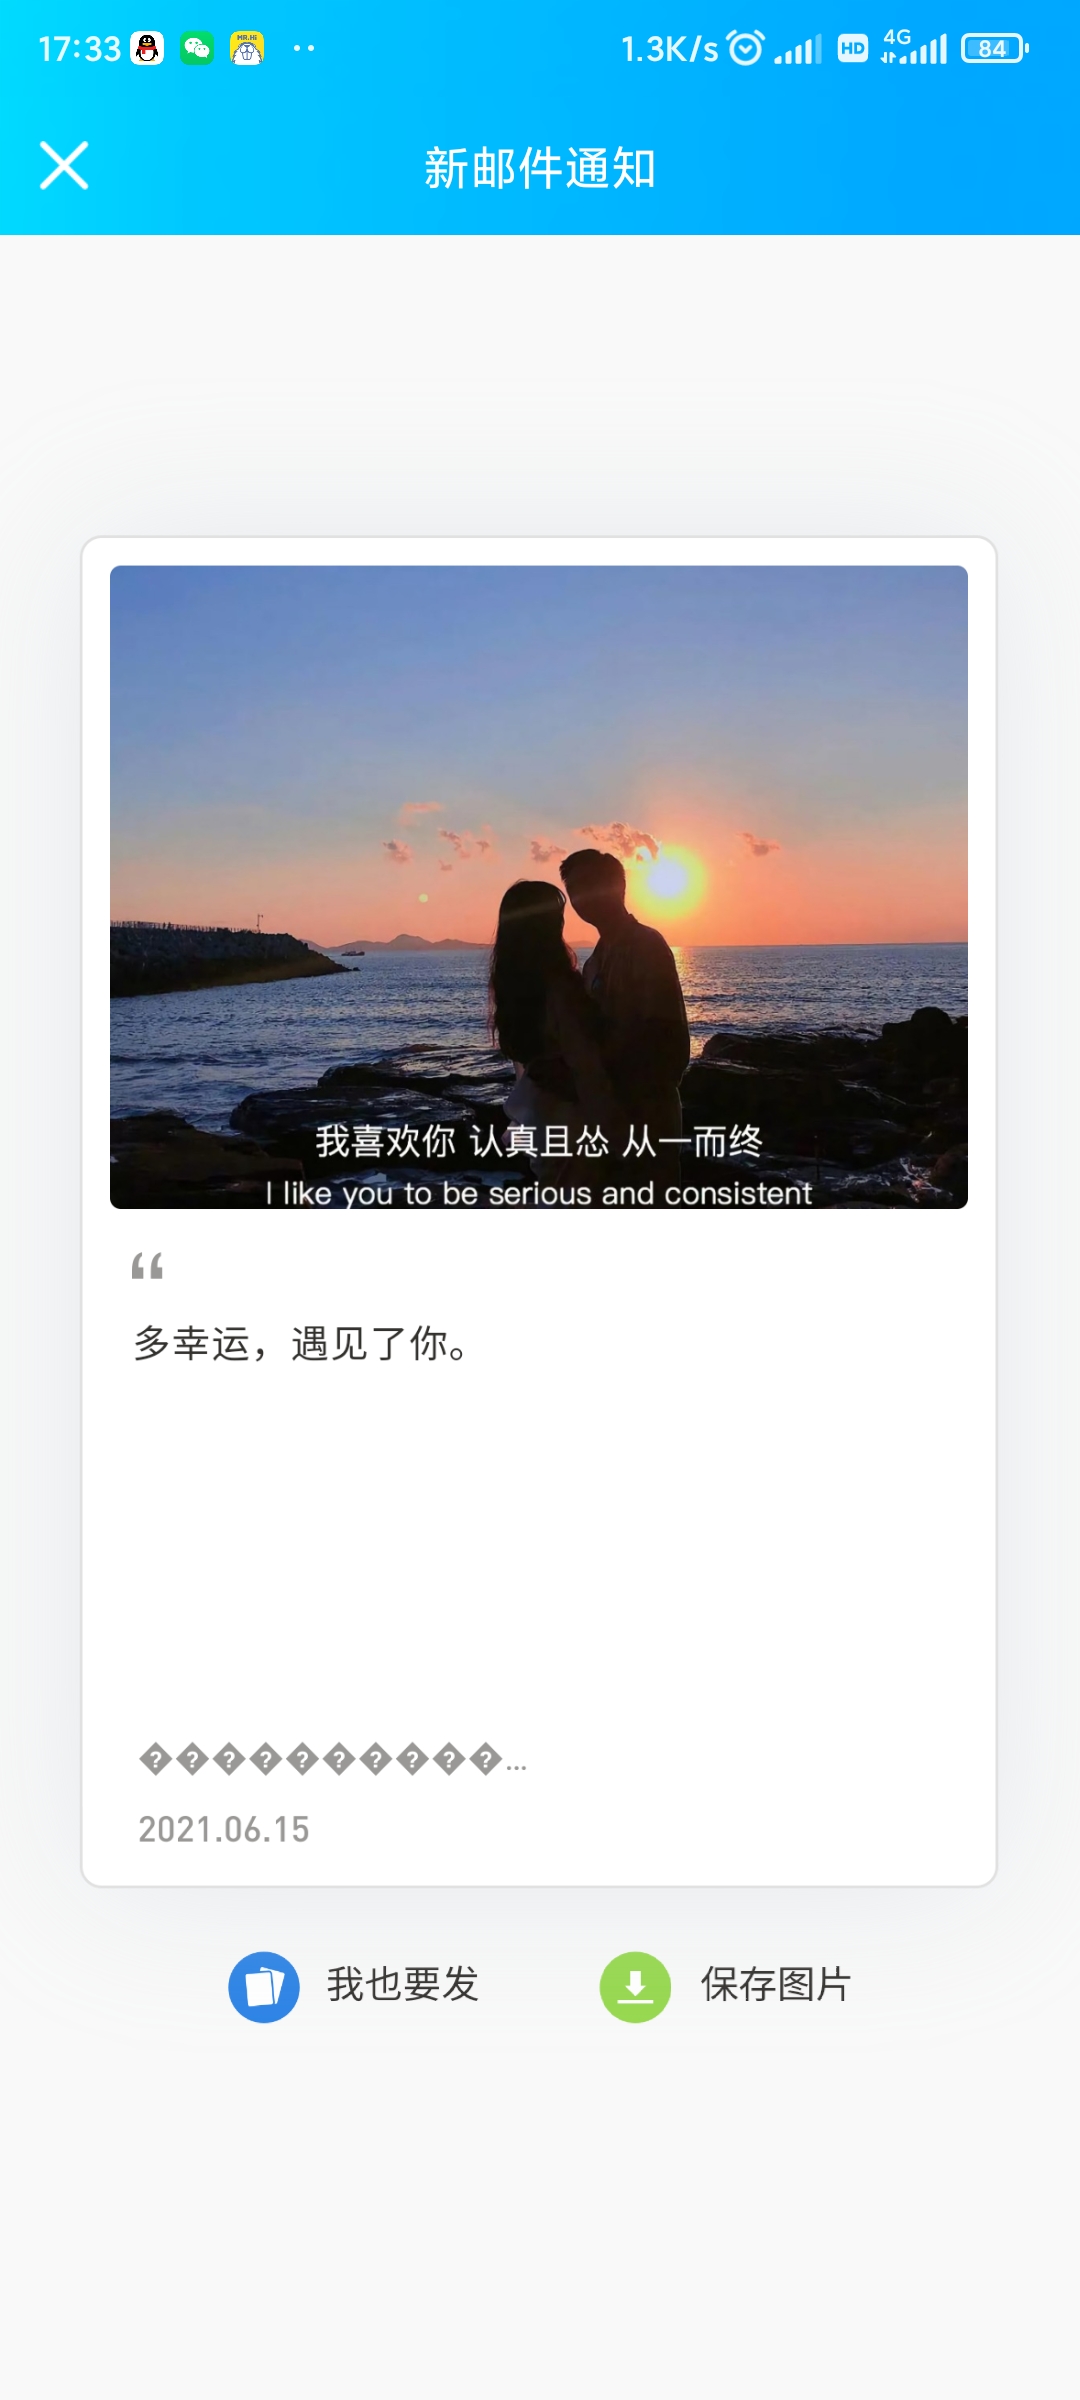 17:33
MR.Hi
1.3K/s
HD
4G
84
新邮件通知
我喜欢你 认真且怂 从一而终
I like you to be serious and consistent
“
多幸运，遇见了你。
����������...
2021.06.15
我也要发
保存图片